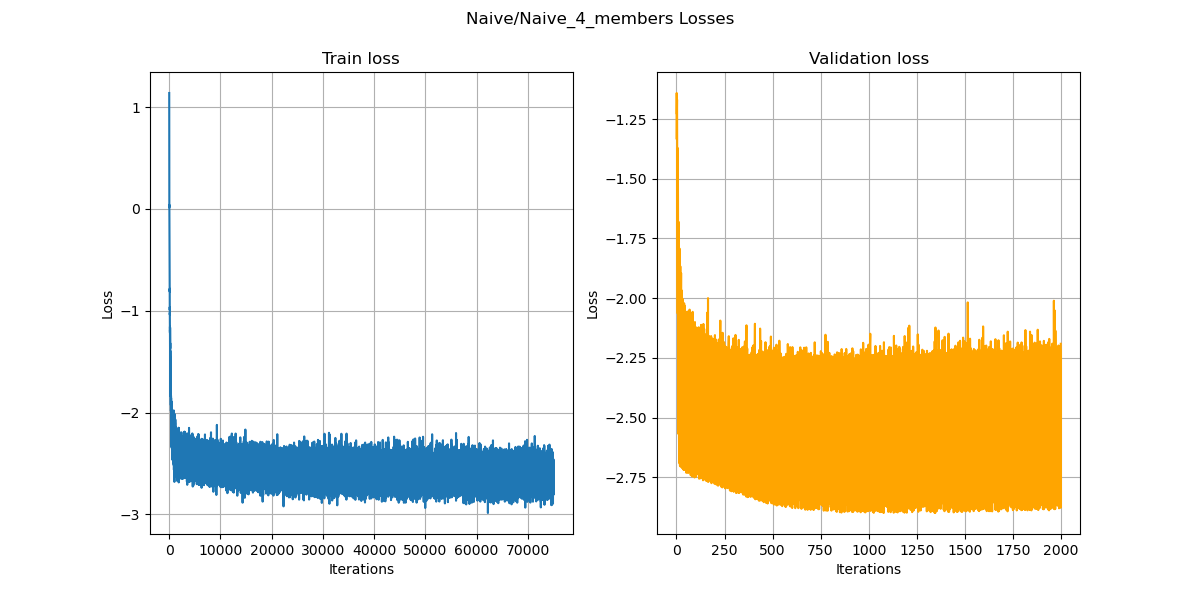 Naive/Naive_4_members Losses
Train loss
Validation loss
1
0
−1
−2
−3
Loss
0 10000 20000 30000 40000 50000 60000 70000
Iterations
−1.25
−1.50
−1.75
−2.00
−2.25
−2.50
−2.75
Loss
0 250 500 750 1000 1250 1500 1750 2000
Iterations